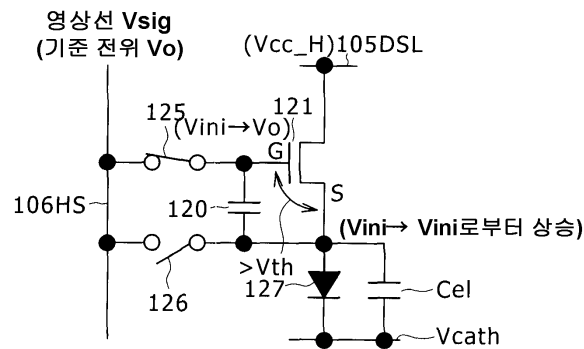 영상선 Vsig
(기준 전위 Vo)
(Vcc_H)105DSL
125
(Vini→Vo)
121
G
S
106HS
120
(Vini→ Vini로부터 상승)
>Vth
127
126
Cel
Vcath